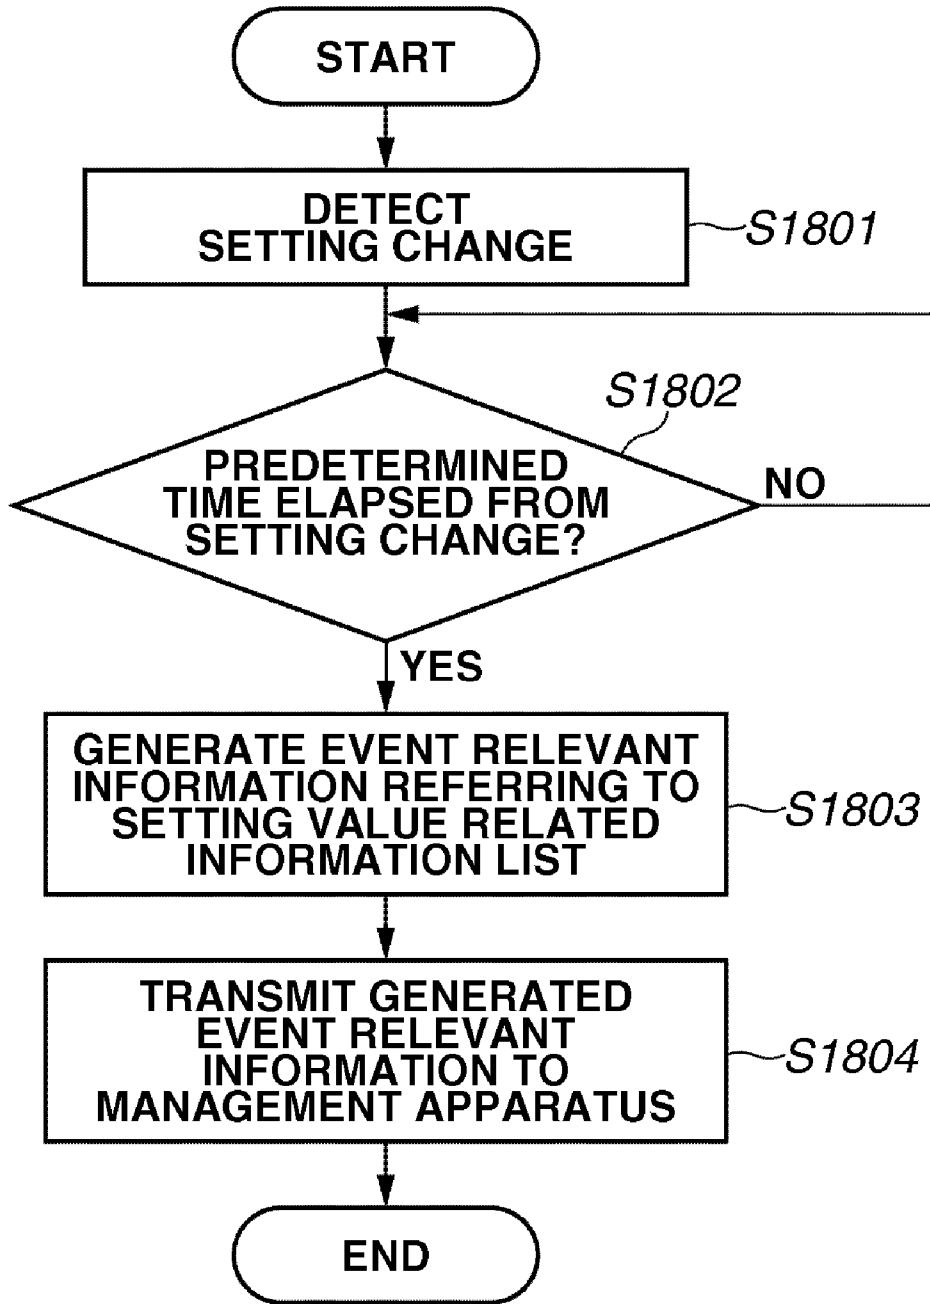 START
DETECT
SETTING CHANGE
S1801
S1802
PREDETERMINED
TIME ELAPSED FROM
SETTING CHANGE?
NO
YES
GENERATE EVENT RELEVANT
INFORMATION REFERRING TO
SETTING VALUE RELATED
INFORMATION LIST
S1803
TRANSMIT GENERATED
EVENT RELEVANT
INFORMATION TO
MANAGEMENT APPARATUS
S1804
END